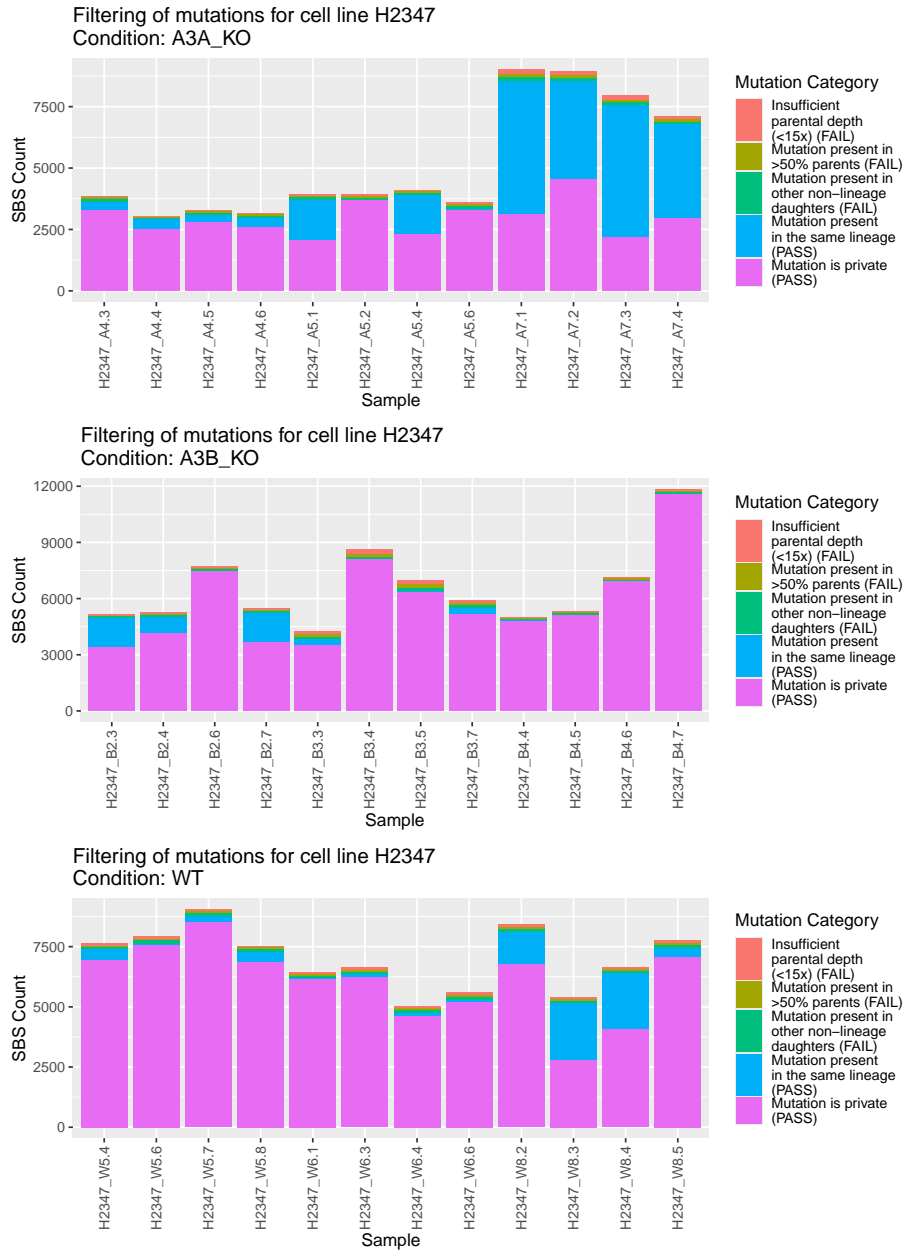 Filtering of mutations for cell line H2347
Condition: A3A_KO
SBS Count
7500
5000
2500
0
H2347_A4.3
H2347_A4.4
H2347_A4.5
H2347_A4.6
H2347_A5.1
H2347_A5.2
H2347_A5.4
H2347_A5.6
H2347_A7.1
H2347_A7.2
H2347_A7.3
H2347_A7.4
Sample
Mutation Category
Insufficient
parental depth
(<15x) (FAIL)
Mutation present in
>50% parents (FAIL)
Mutation present in
other non−lineage
daughters (FAIL)
Mutation present
in the same lineage
(PASS)
Mutation is private
(PASS)
Filtering of mutations for cell line H2347
Condition: A3B_KO
SBS Count
12000
9000
6000
3000
0
H2347_B2.3
H2347_B2.4
H2347_B2.6
H2347_B2.7
H2347_B3.3
H2347_B3.4
H2347_B3.5
H2347_B3.7
H2347_B4.4
H2347_B4.5
H2347_B4.6
H2347_B4.7
Sample
Mutation Category
Insufficient
parental depth
(<15x) (FAIL)
Mutation present in
>50% parents (FAIL)
Mutation present in
other non−lineage
daughters (FAIL)
Mutation present
in the same lineage
(PASS)
Mutation is private
(PASS)
Filtering of mutations for cell line H2347
Condition: WT
SBS Count
7500
5000
2500
0
H2347_W5.4
H2347_W5.6
H2347_W5.7
H2347_W5.8
H2347_W6.1
H2347_W6.3
H2347_W6.4
H2347_W6.6
H2347_W8.2
H2347_W8.3
H2347_W8.4
H2347_W8.5
Sample
Mutation Category
Insufficient
parental depth
(<15x) (FAIL)
Mutation present in
>50% parents (FAIL)
Mutation present in
other non−lineage
daughters (FAIL)
Mutation present
in the same lineage
(PASS)
Mutation is private
(PASS)